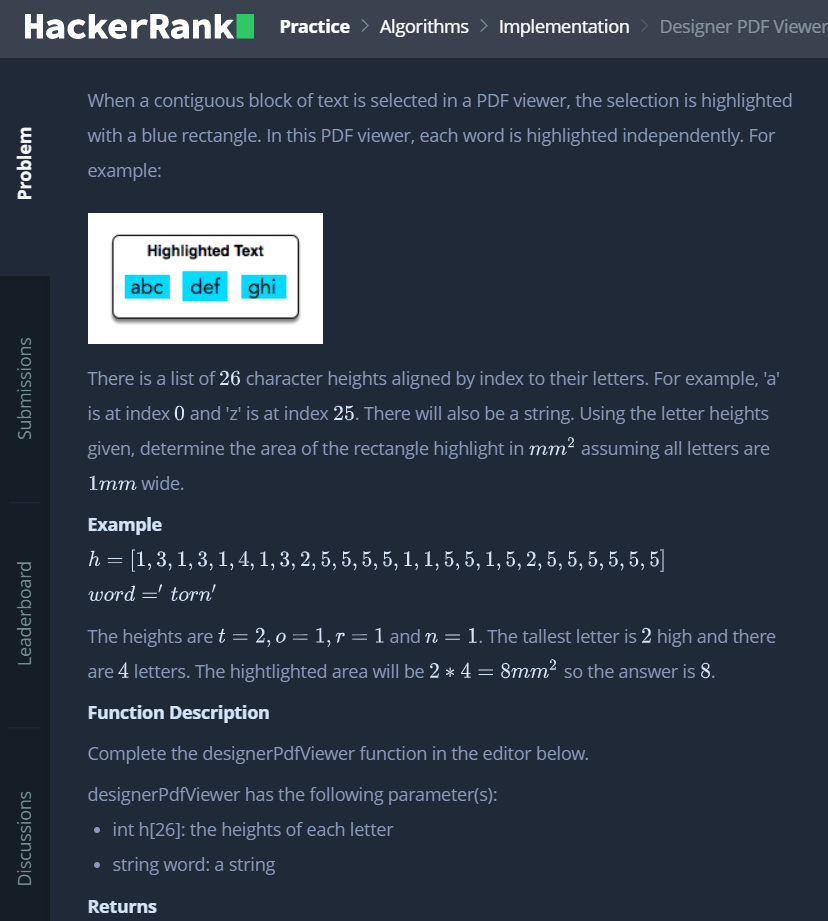 HackerRank Practice > Algorithms > Implementation > Designer PDF Viewer
Problem
Submissions
Leaderboard
Discussions
When a contiguous block of text is selected in a PDF viewer, the selection is highlighted
with a blue rectangle. In this PDF viewer, each word is highlighted independently. For
example:
Highlighted Text
abc def ghi
There is a list of 26 character heights aligned by index to their letters. For example, 'a'
is at index 0 and 'z' is at index 25. There will also be a string. Using the letter heights
given, determine the area of the rectangle highlight in mm² assuming all letters are
1mm wide.
Example
h = [1, 3, 1, 3, 1, 4, 1, 3, 2, 5, 5, 5, 5, 1, 1, 5, 5, 1, 5, 2, 5, 5, 5, 5, 5, 5]
word =' torn'
The heights are t = 2, o = 1, r = 1 and n = 1. The tallest letter is 2 high and there
are 4 letters. The hightlighted area will be 2 * 4 = 8mm² so the answer is 8.
Function Description
Complete the designerPdfViewer function in the editor below.
designerPdfViewer has the following parameter(s):
• int h[26]: the heights of each letter
• string word: a string
Returns